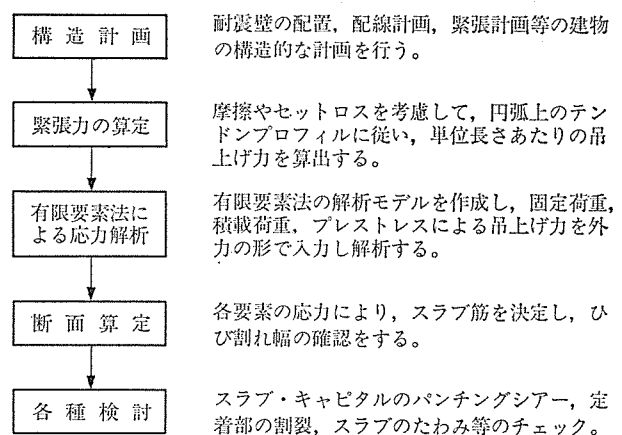 構造計画
耐震壁の配置，配線計画，緊張計画等の建物
の構造的な計画を行う。
緊張力の算定
摩擦やセットロスを考慮して，円弧上のテン
ドンプロフィルに従い，単位長さあたりの吊
上げ力を算出する。
有限要素法に
よる応力解析
有限要素法の解析モデルを作成し，固定荷重，
積載荷重，プレストレスによる吊上げ力を外
力の形で入力し解析する。
断面算定
各要素の応力により，スラブ筋を決定し，ひ
び割れ幅の確認をする。
各種検討
スラブ・キャピタルのパンチングシアー，定
着部の割裂，スラブのたわみ等のチェック。